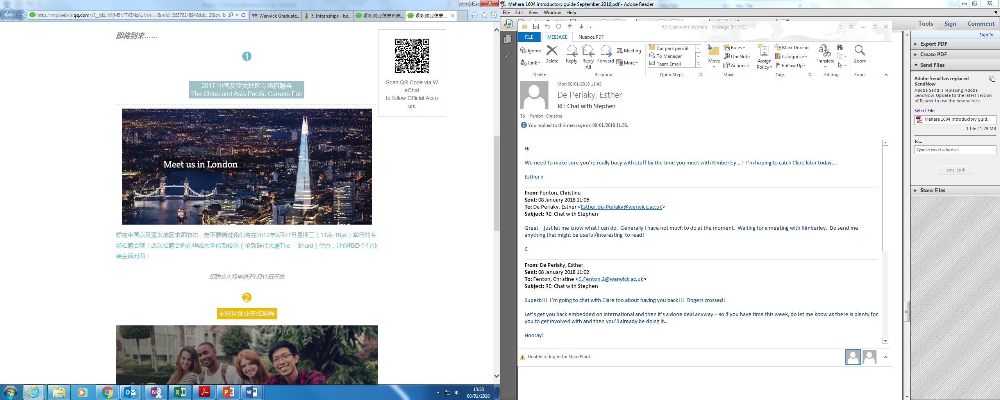 http://mp.weixin.qq.com/s?__biz=MjM5MTY3NzA1Mw==&mid=2657624894&idx=2&sn=b
Warwick Graduate...
5. Internships - be...
求职就业信息每周...
求职就业信息...
即将到来……
1
2017 中国及亚太地区专场招聘会
The China and Asia Pacific Careers Fair
Scan QR Code via W
eChat
to follow Official Acco
unt
Meet us in London
想在中国以及亚太地区求职的你一定不要错过我们将在2017年9月27日星期三（11点-16点）举行的专
场招聘会哦！此次招聘会将在华威大学伦敦校区（伦敦碎片大厦The Shard）举办，让你和各个行业
雇主面对面！
招聘会入场申请于7月17日开放
2
求职及创业在线课程
13:58
08/01/2018
Mahara 1604 introductory guide September 2016.pdf - Adobe Reader
File Edit View Window Help
Tools Sign Comment
RE: Chat with Stephen - Message (HTML)
FILE MESSAGE Nuance PDF
Ignore
Junk
Delete
Delete
Reply
Reply All
Forward
Meeting
More
Respond
Car park permit
To Manager
Team Email
Quick Steps
Move
Rules
OneNote
Actions
Move
Assign Policy
Mark Unread
Categorize
Follow Up
Tags
Translate
Editing
Zoom
Zoom
Mon 08/01/2018 11:45
De Perlaky, Esther
RE: Chat with Stephen
To Fenton, Christine
You replied to this message on 08/01/2018 11:58.
Hi
We need to make sure you’re really busy with stuff by the time you meet with Kimberley….! I’m hoping to catch Clare later today….
Esther x
From: Fenton, Christine
Sent: 08 January 2018 11:06
To: De Perlaky, Esther <Esther.de-Perlaky@warwick.ac.uk>
Subject: RE: Chat with Stephen
Great – just let me know what I can do. Generally I have not much to do at the moment. Waiting for a meeting with Kimberley. Do send me
anything that might be useful/interesting to read!
C
From: De Perlaky, Esther
Sent: 08 January 2018 11:02
To: Fenton, Christine <C.Fenton.2@warwick.ac.uk>
Subject: RE: Chat with Stephen
Superb!!! I’m going to chat with Clare too about having you back!!! Fingers crossed!
Let’s get you back embedded on international and then it’s a done deal anyway – so if you have time this week, do let me know as there is plenty for
you to get involved with and then you’ll already be doing it…
Hooray!
Unable to log in to: SharePoint.
Sign In
Export PDF
Create PDF
Send Files
Adobe Send has replaced
SendNow
Adobe Send is replacing Adobe
SendNow. Update to the latest version
of Reader to use the new service.
Select File:
Mahara 1604 introductory guid...
1 file / 1.29 MB
To...
Type in email addresses
Send Link
Store Files